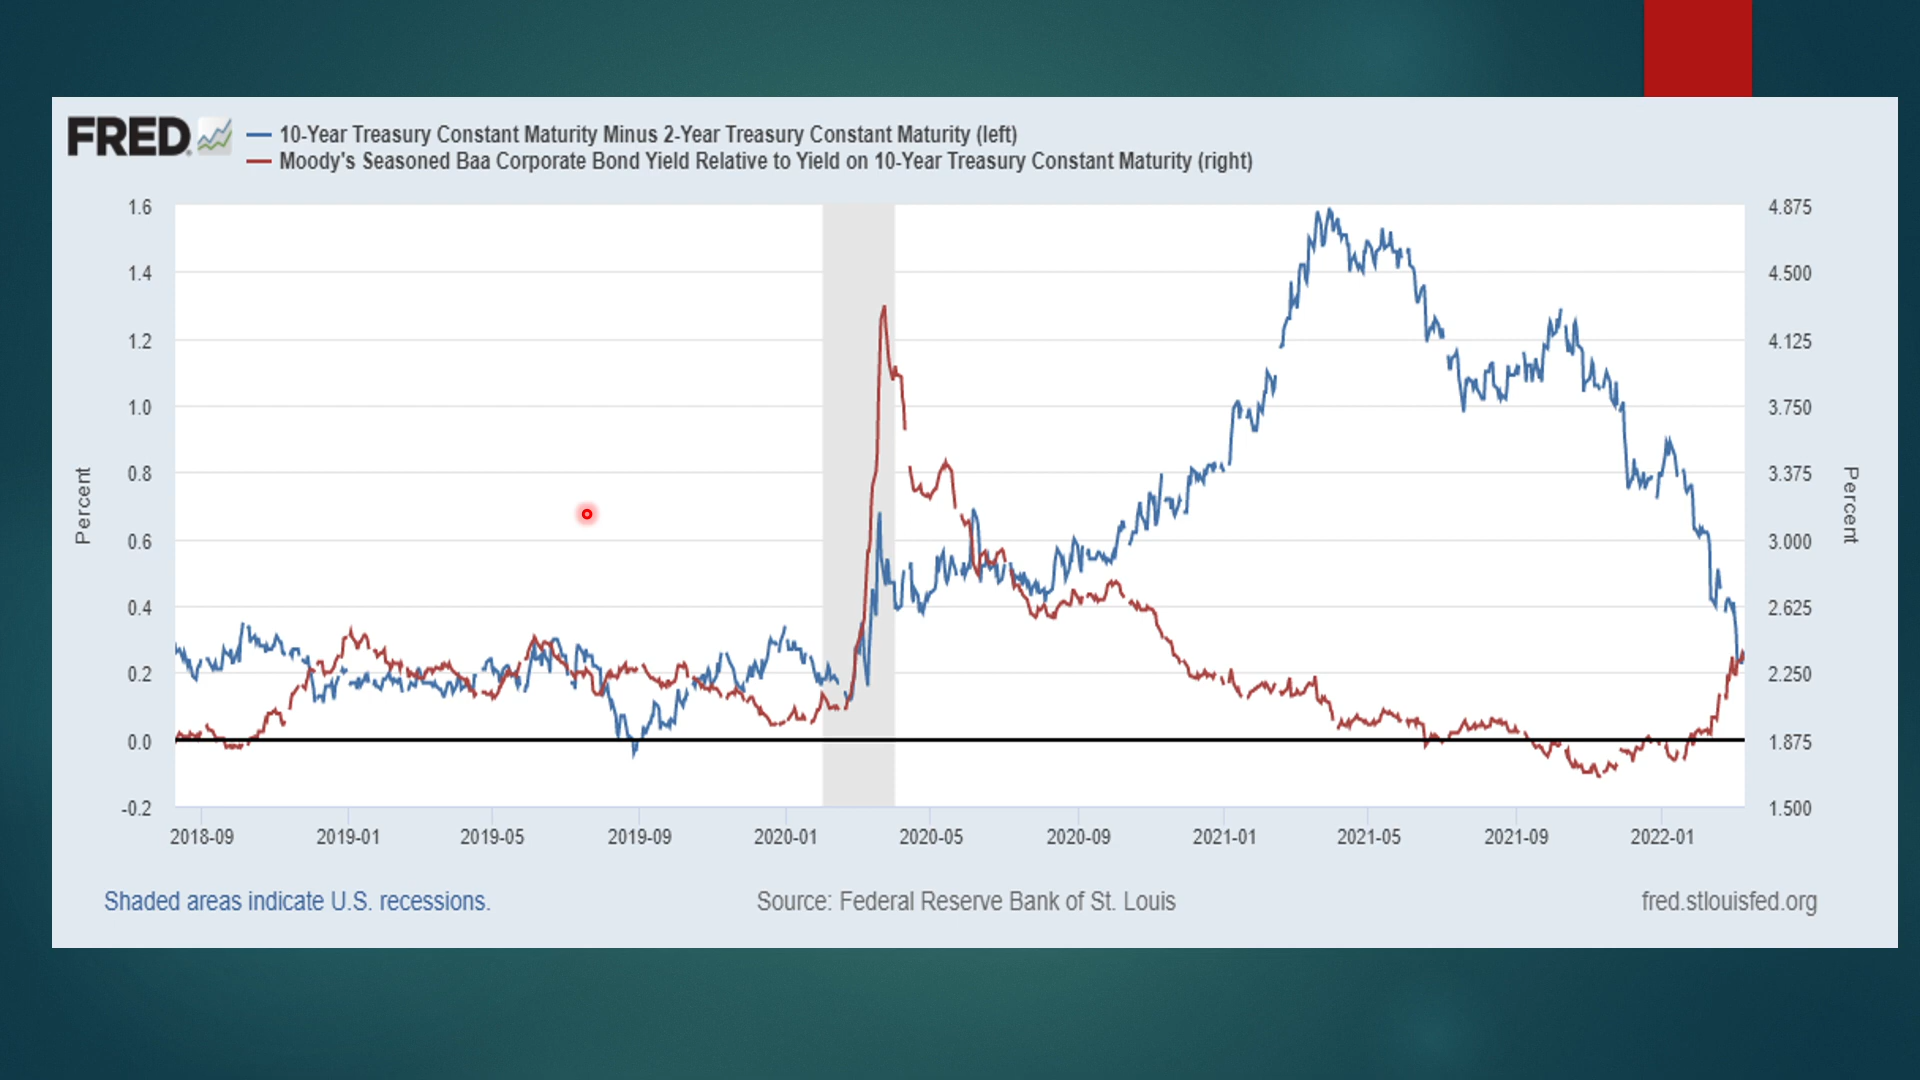 FRED
10-Year Treasury Constant Maturity Minus 2-Year Treasury Constant Maturity (left)
Moody's Seasoned Baa Corporate Bond Yield Relative to Yield on 10-Year Treasury Constant Maturity (right)
1.6 4.875
1.4 4.500
1.2 4.125
1.0 3.750
0.8 3.375
Percent Percent
0.6 3.000
0.4 2.625
0.2 2.250
0.0 1.875
-0.2 1.500
2018-09 2019-01 2019-05 2019-09 2020-01 2020-05 2020-09 2021-01 2021-05 2021-09 2022-01
Shaded areas indicate U.S. recessions. Source: Federal Reserve Bank of St. Louis fred.stlouisfed.org